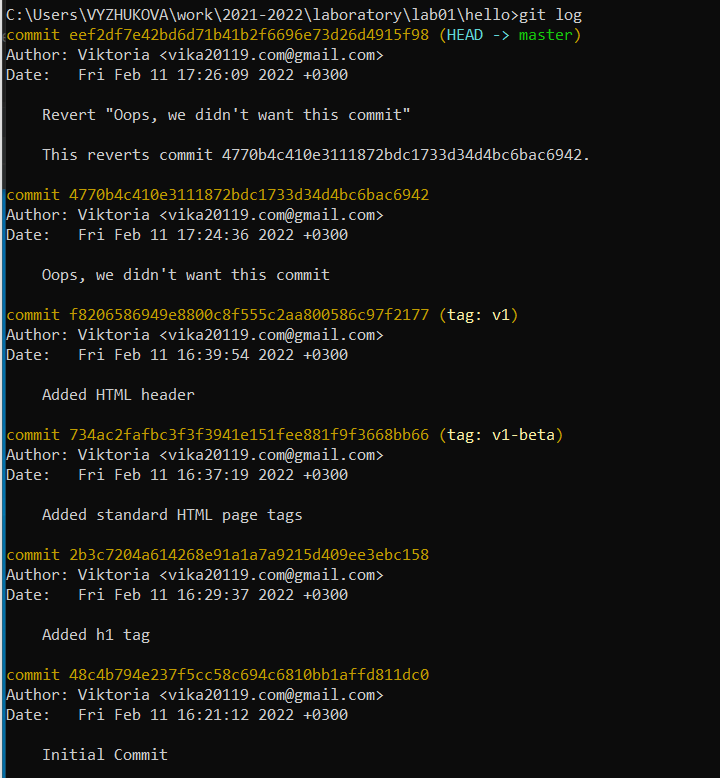 C:\Users\VYZHUKOVA\work\2021-2022\laboratory\lab01\hello>git log
commit eef2df7e42bd6d71b41b2f6696e73d26d4915f98 (HEAD -> master)
Author: Viktoria <vika20119.com@gmail.com>
Date:   Fri Feb 11 17:26:09 2022 +0300
    Revert "Oops, we didn't want this commit"
    This reverts commit 4770b4c410e3111872bdc1733d34d4bc6bac6942.
commit 4770b4c410e3111872bdc1733d34d4bc6bac6942
Author: Viktoria <vika20119.com@gmail.com>
Date:   Fri Feb 11 17:24:36 2022 +0300
    Oops, we didn't want this commit
commit f8206586949e8800c8f555c2aa800586c97f2177 (tag: v1)
Author: Viktoria <vika20119.com@gmail.com>
Date:   Fri Feb 11 16:39:54 2022 +0300
    Added HTML header
commit 734ac2fafbc3f3f3941e151fee881f9f3668bb66 (tag: v1-beta)
Author: Viktoria <vika20119.com@gmail.com>
Date:   Fri Feb 11 16:37:19 2022 +0300
    Added standard HTML page tags
commit 2b3c7204a614268e91a1a7a9215d409ee3ebc158
Author: Viktoria <vika20119.com@gmail.com>
Date:   Fri Feb 11 16:29:37 2022 +0300
    Added h1 tag
commit 48c4b794e237f5cc58c694c6810bb1affd811dc0
Author: Viktoria <vika20119.com@gmail.com>
Date:   Fri Feb 11 16:21:12 2022 +0300
    Initial Commit